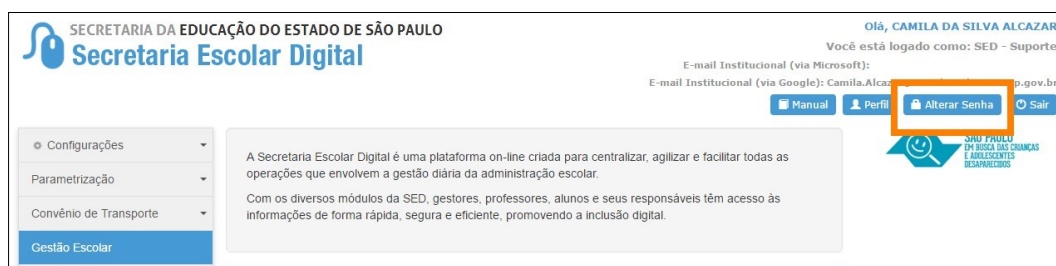 SECRETARIA DA EDUCAÇÃO DO ESTADO DE SÃO PAULO
Secretaria Escolar Digital
Olá, CAMILA DA SILVA ALCAZAR
Você está logado como: SED - Suporte
E-mail Institucional (via Microsoft):
E-mail Institucional (via Google): Camila.Alcaz p.gov.br
Manual Perfil Alterar Senha Sair
Configurações
Parametrização
Convênio de Transporte
Gestão Escolar
A Secretaria Escolar Digital é uma plataforma on-line criada para centralizar, agilizar e facilitar todas as
operações que envolvem a gestão diária da administração escolar.
Com os diversos módulos da SED, gestores, professores, alunos e seus responsáveis têm acesso às
informações de forma rápida, segura e eficiente, promovendo a inclusão digital.
SÃO PAULO
EM BUSCA DAS CRIANÇAS
E ADOLESCENTES
DESAPARECIDOS